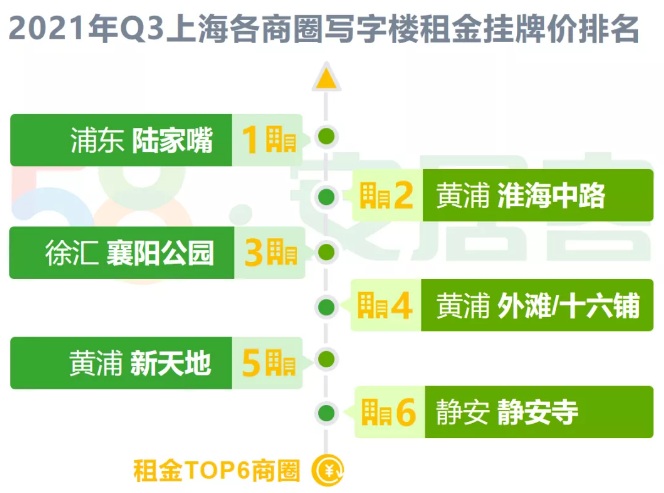 2021年Q3上海各商圈写字楼租金挂牌价排名
浦东 陆家嘴 1
2 黄浦 淮海中路
徐汇 襄阳公园 3
4 黄浦 外滩/十六铺
黄浦 新天地 5
6 静安 静安寺
租金TOP6商圈 ¥
58·安居客